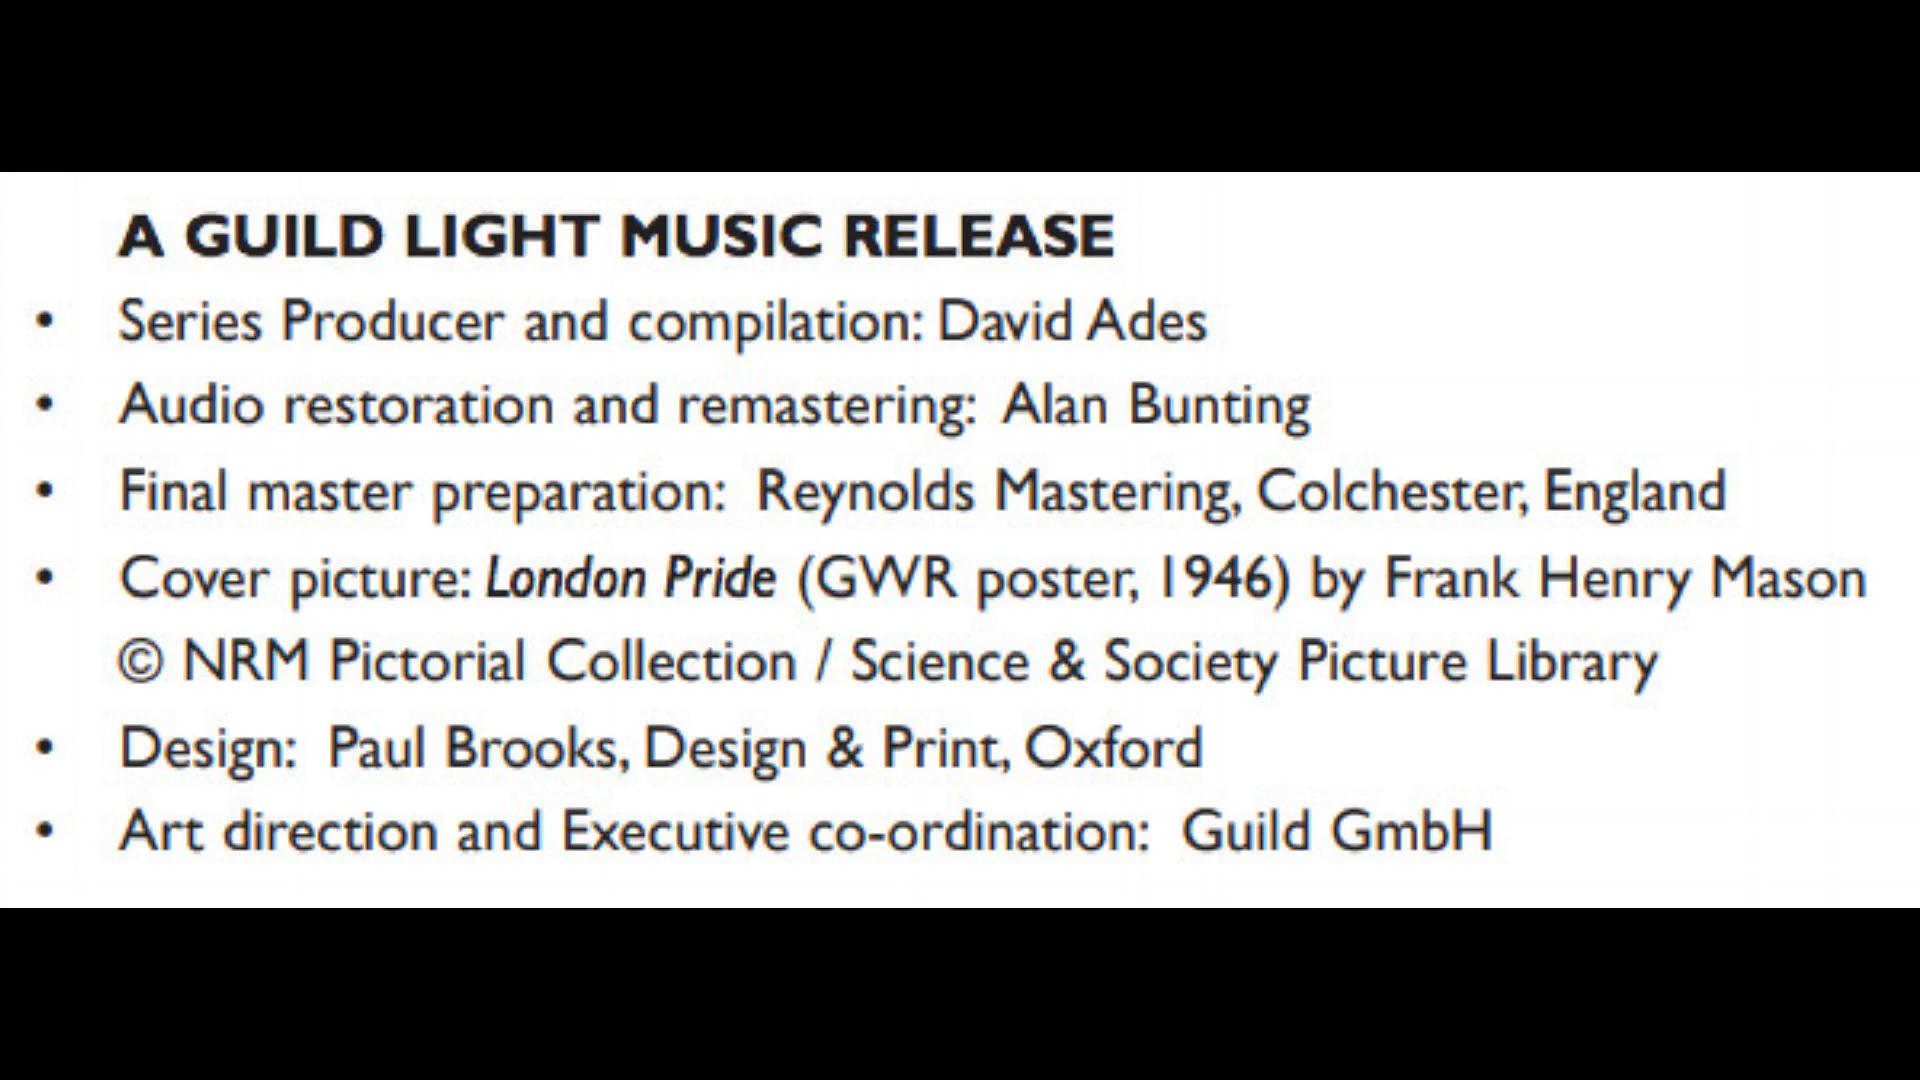 A GUILD LIGHT MUSIC RELEASE
• Series Producer and compilation: David Ades
• Audio restoration and remastering: Alan Bunting
• Final master preparation: Reynolds Mastering, Colchester, England
• Cover picture: London Pride (GWR poster, 1946) by Frank Henry Mason
© NRM Pictorial Collection / Science & Society Picture Library
• Design: Paul Brooks, Design & Print, Oxford
• Art direction and Executive co-ordination: Guild GmbH